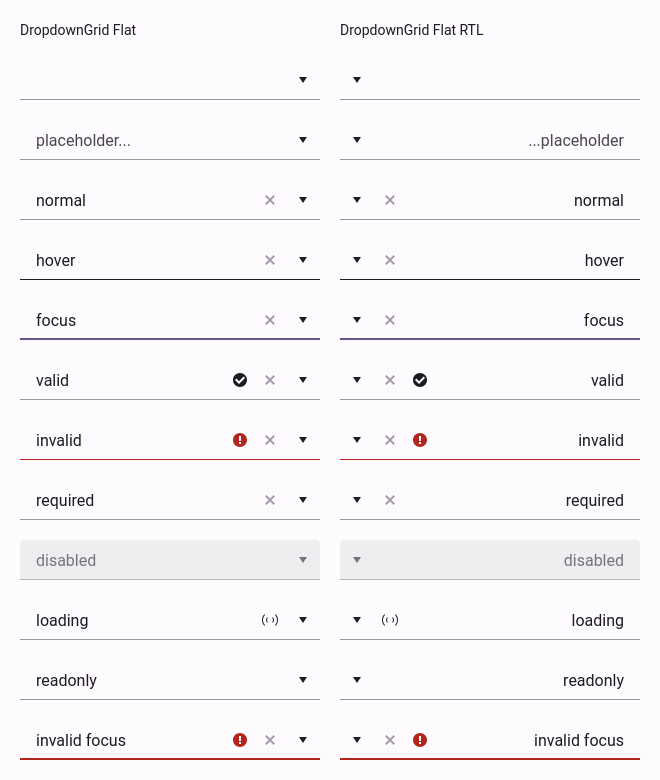 DropdownGrid Flat
DropdownGrid Flat RTL
placeholder...
...placeholder
normal
normal
hover
hover
focus
focus
valid
valid
invalid
invalid
required
required
disabled
disabled
loading
loading
readonly
readonly
invalid focus
invalid focus